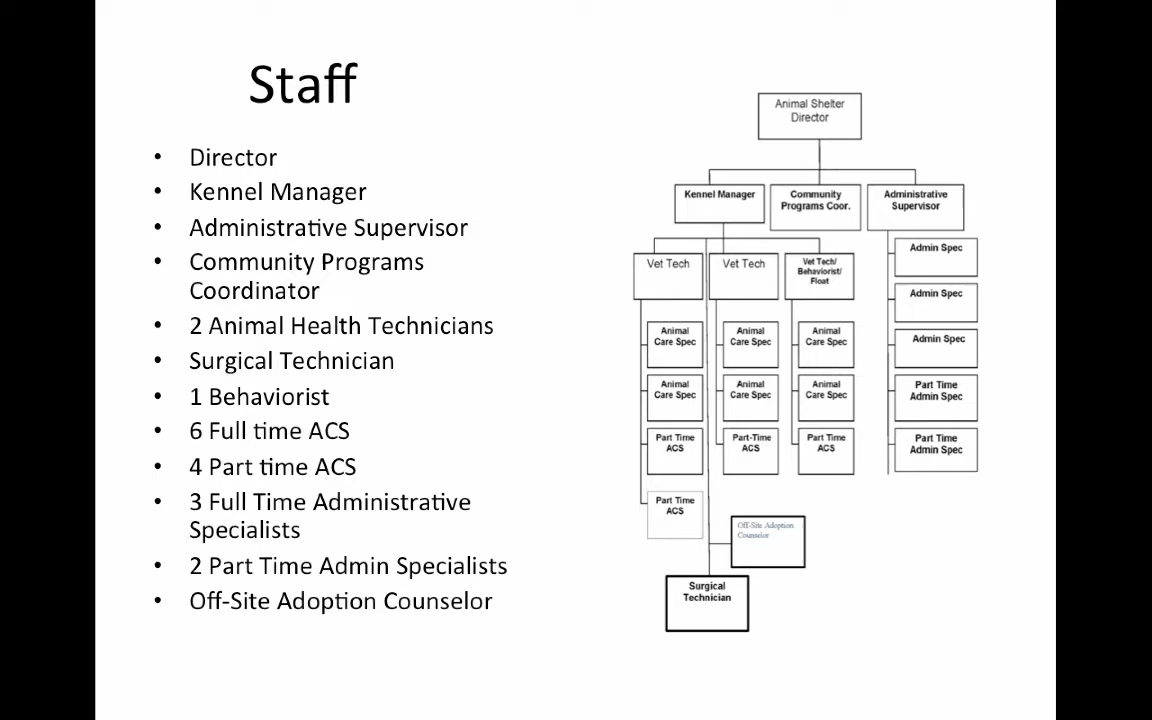 Staff
• Director
• Kennel Manager
• Administrative Supervisor
• Community Programs
Coordinator
• 2 Animal Health Technicians
• Surgical Technician
• 1 Behaviorist
• 6 Full time ACS
• 4 Part time ACS
• 3 Full Time Administrative
Specialists
• 2 Part Time Admin Specialists
• Off-Site Adoption Counselor
Animal Shelter
Director
Kennel Manager
Community
Programs Coor.
Administrative
Supervisor
Vet Tech
Vet Tech
Vet Tech/
Behaviorist/
Float
Animal
Care Spec
Animal
Care Spec
Part Time
ACS
Part Time
ACS
Animal
Care Spec
Animal
Care Spec
Part-Time
ACS
Animal
Care Spec
Animal
Care Spec
Part Time
ACS
Admin Spec
Admin Spec
Admin Spec
Part Time
Admin Spec
Part Time
Admin Spec
Off-Site Adoption
Counselor
Surgical
Technician